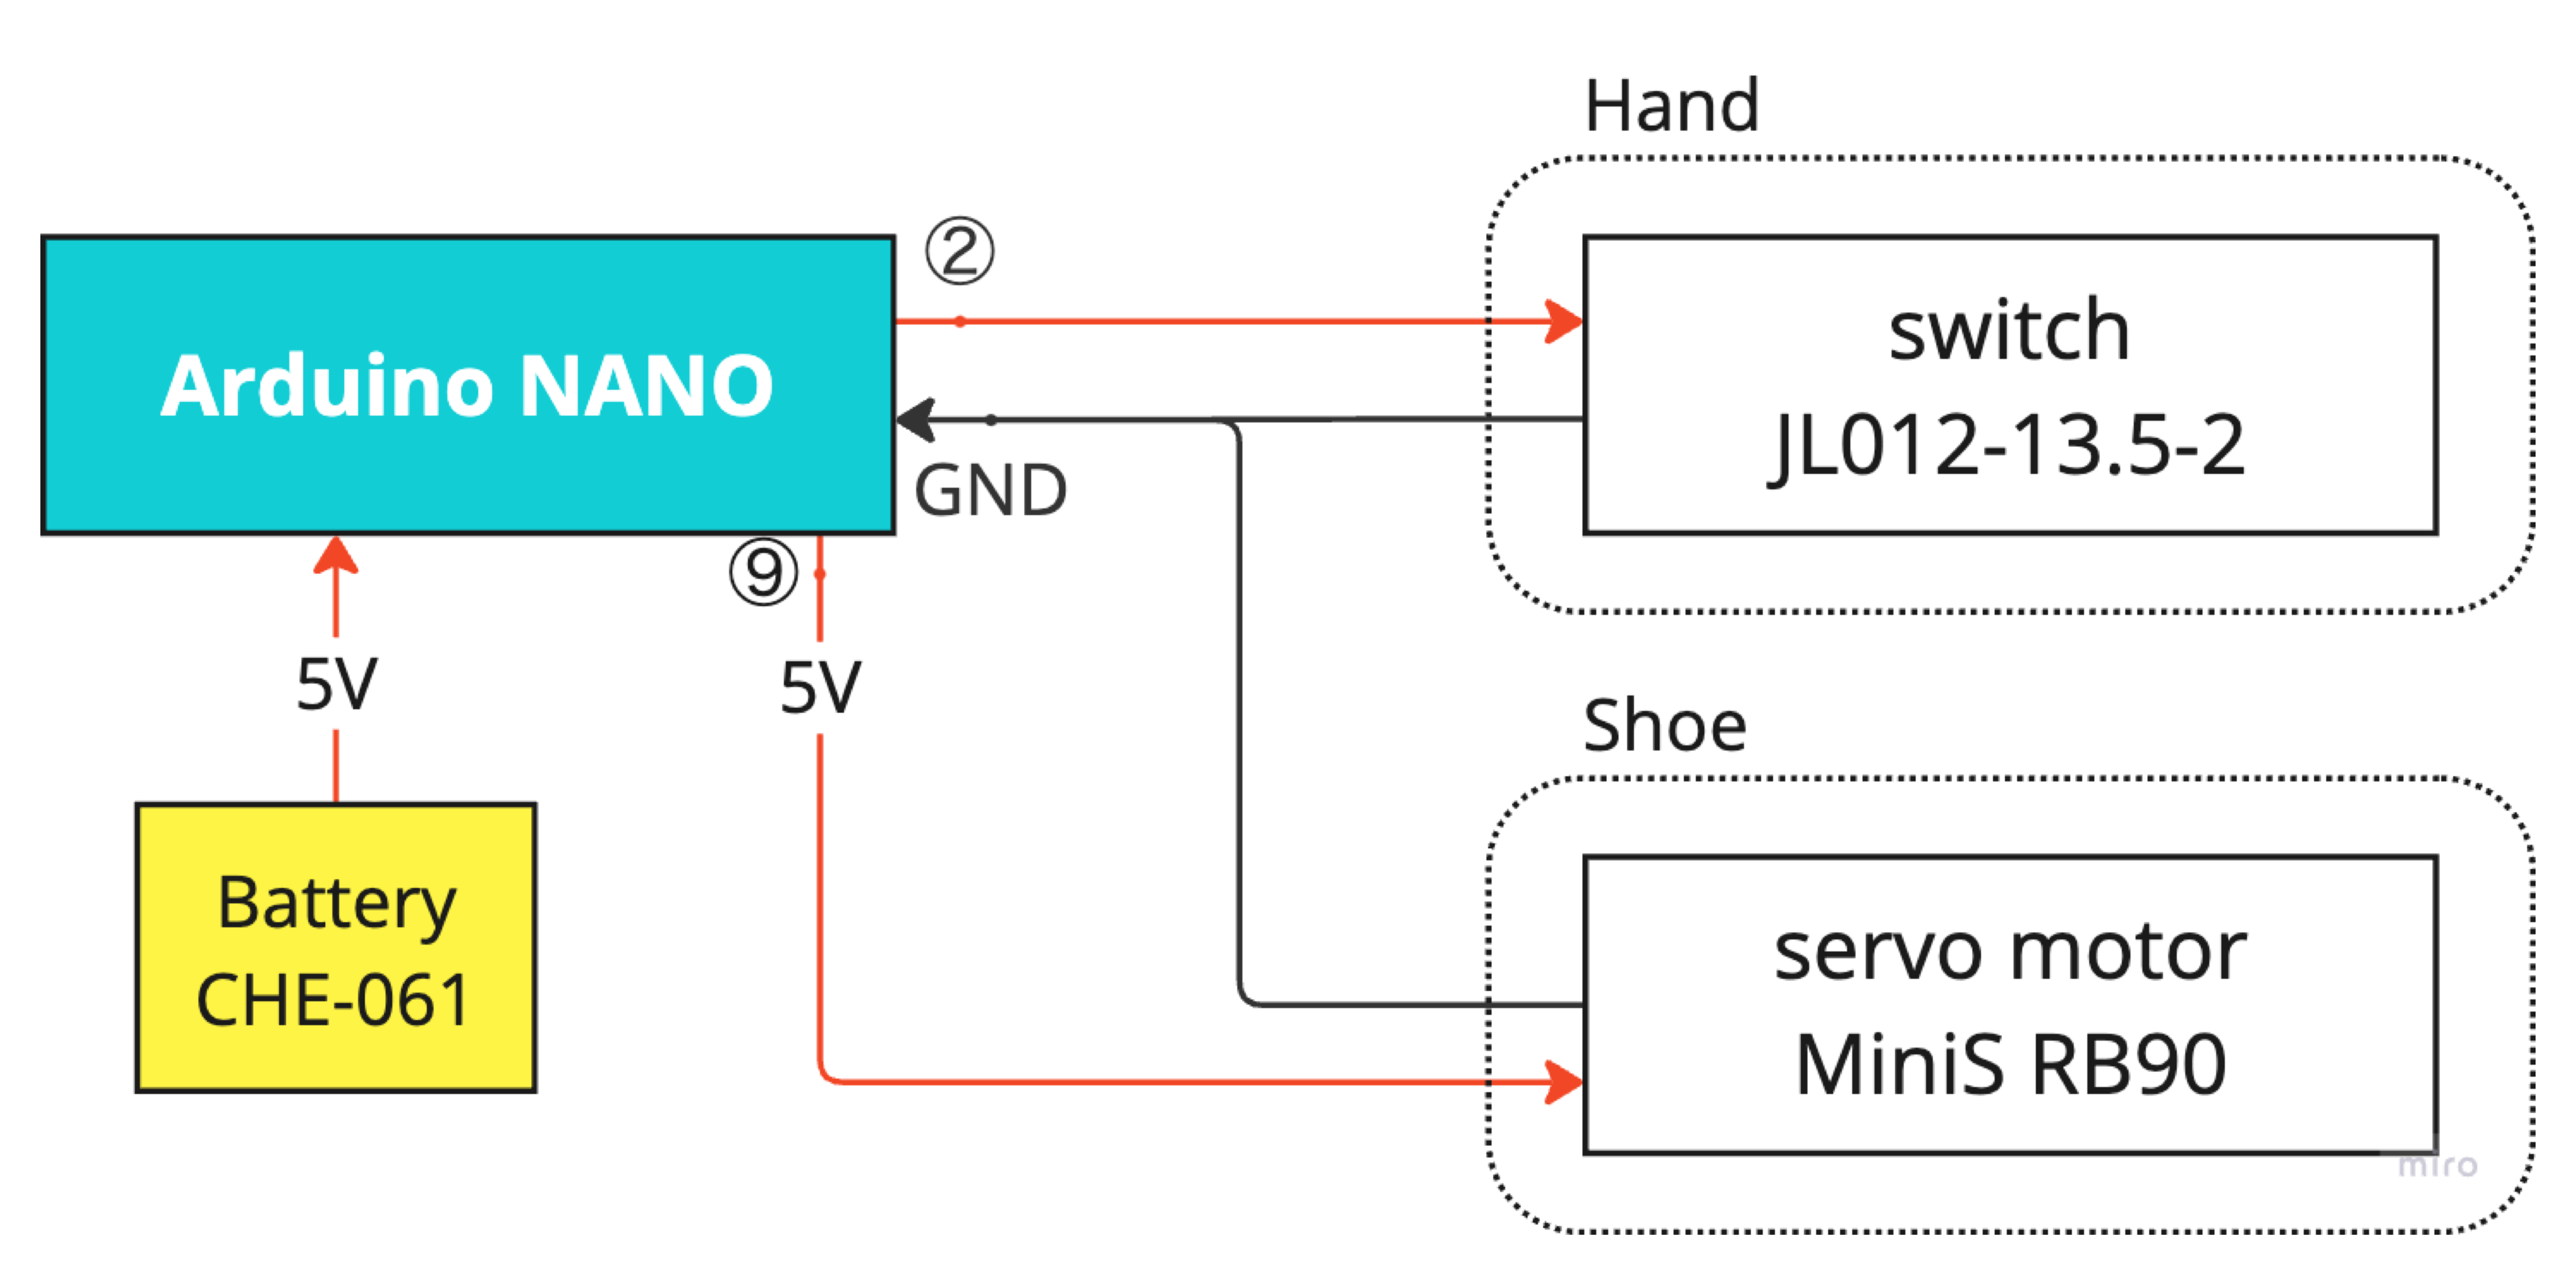 Hand
②
Arduino NANO
switch
JL012-13.5-2
GND
⑨
5V
5V
Shoe
Battery
CHE-061
servo motor
MiniS RB90
miro